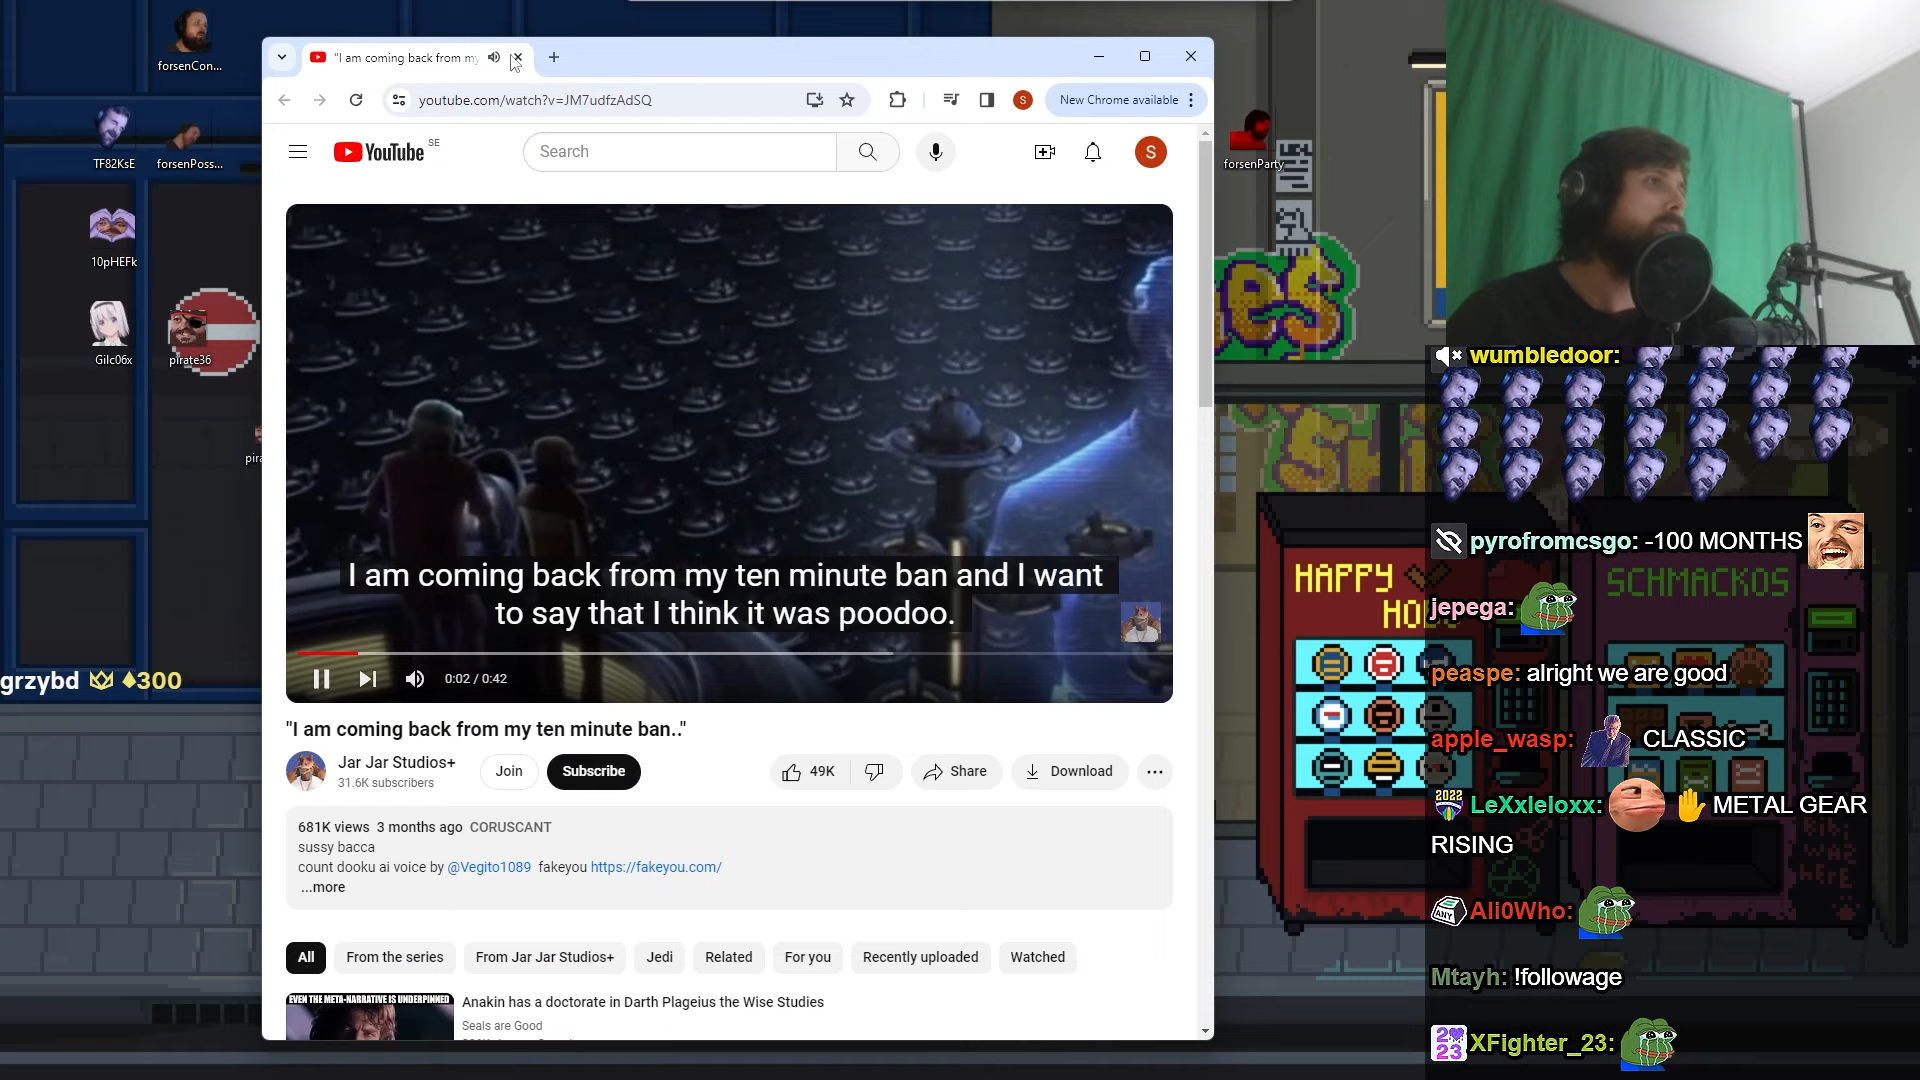 forsenCon...
TF82KsE
forsenPoss...
10pHEFk
Gilc06x
pirate36
grzybd ♦300
"I am coming back from my
youtube.com/watch?v=JM7udfzAdSQ
S
New Chrome available
YouTube SE
Search
S
I am coming back from my ten minute ban and I want
to say that I think it was poodoo.
0:02 / 0:42
"I am coming back from my ten minute ban.."
Jar Jar Studios+
31.6K subscribers
Join
Subscribe
49K
Share
Download
681K views 3 months ago CORUSCANT
sussy bacca
count dooku ai voice by @Vegito1089 fakeyou https://fakeyou.com/
...more
All
From the series
From Jar Jar Studios+
Jedi
Related
For you
Recently uploaded
Watched
EVEN THE META-NARRATIVE IS UNDERPINNED
Anakin has a doctorate in Darth Plageius the Wise Studies
Seals are Good
forsenParty
HAPPY
SCHMACKOS
wumbledoor:
pyrofromcsgo: -100 MONTHS
jepega:
peaspe: alright we are good
apple_wasp: CLASSIC
2022 LeXxleloxx: ✋ METAL GEAR
RISING
ANY Ali0Who:
Mtayh: !followage
2023 XFighter_23: